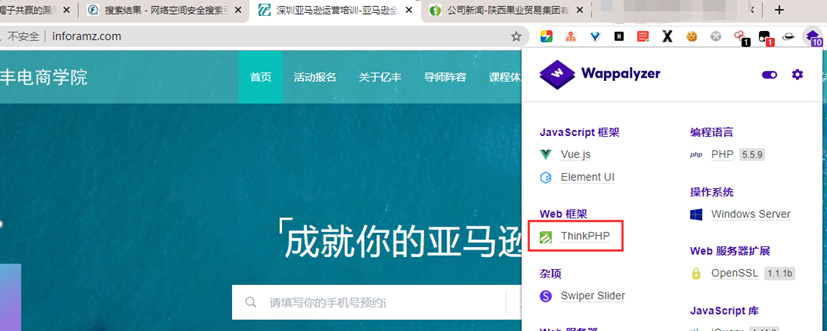 帽子共赢的漏
搜索结果 - 网络空间安全搜索引
深圳亚马逊运营培训-亚马逊全
公司新闻-陕西果业贸易集团有
不安全 | inforamz.com
10
丰电商学院
首页
活动报名
关于亿丰
导师阵容
课程体
『成就你的亚马逊
请填写你的手机号预约
Wappalyzer
JavaScript 框架
Vue.js
Element UI
Web 框架
ThinkPHP
杂项
Swiper Slider
编程语言
php PHP 5.5.9
操作系统
Windows Server
Web 服务器扩展
OpenSSL 1.1.1b
JavaScript 库